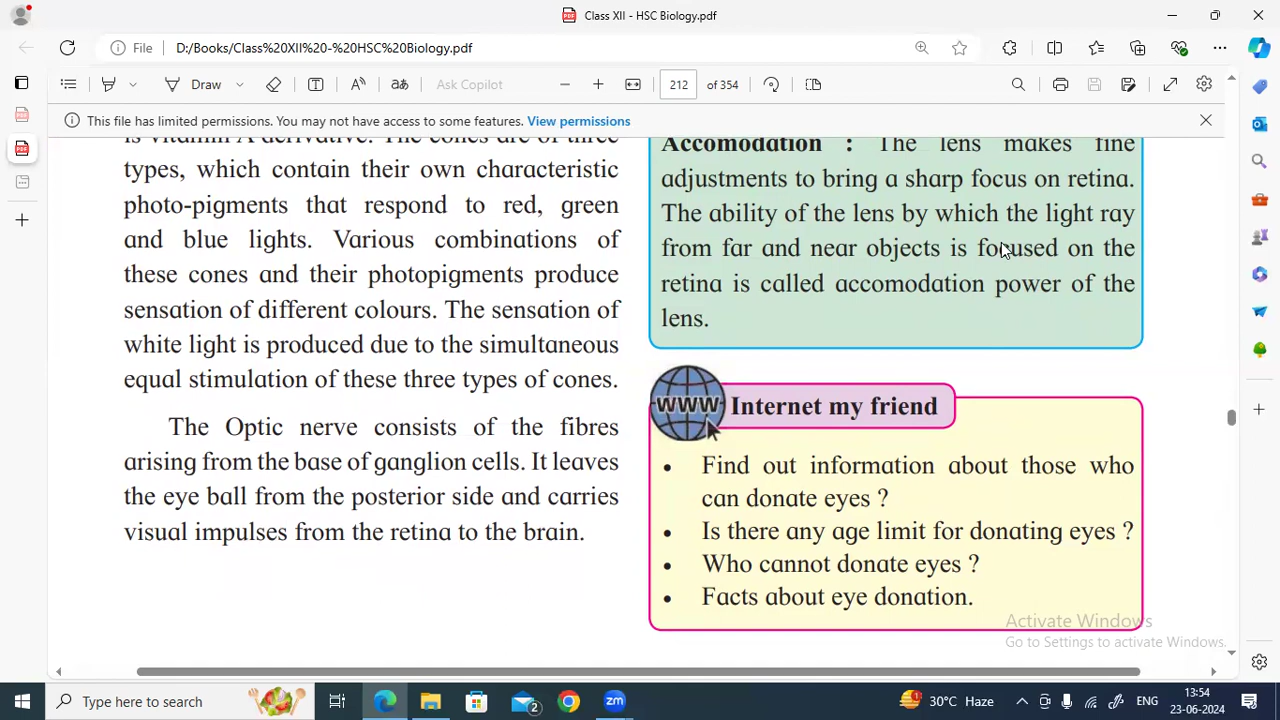 Class XII - HSC Biology.pdf
File D:/Books/Class%20XII%20-%20HSC%20Biology.pdf
Draw Ask Copilot 212 of 354
This file has limited permissions. You may not have access to some features. View permissions
is vitamin A derivative. The cones are of three
types, which contain their own characteristic
photo-pigments that respond to red, green
and blue lights. Various combinations of
these cones and their photopigments produce
sensation of different colours. The sensation of
white light is produced due to the simultaneous
equal stimulation of these three types of cones.
The Optic nerve consists of the fibres
arising from the base of ganglion cells. It leaves
the eye ball from the posterior side and carries
visual impulses from the retina to the brain.
Accomodation : The lens makes fine
adjustments to bring a sharp focus on retina.
The ability of the lens by which the light ray
from far and near objects is focused on the
retina is called accomodation power of the
lens.
www Internet my friend
• Find out information about those who
can donate eyes ?
• Is there any age limit for donating eyes ?
• Who cannot donate eyes ?
• Facts about eye donation.
Activate Windows
Go to Settings to activate Windows.
Type here to search
2
zm
30°C Haze
ENG
13:54
23-06-2024